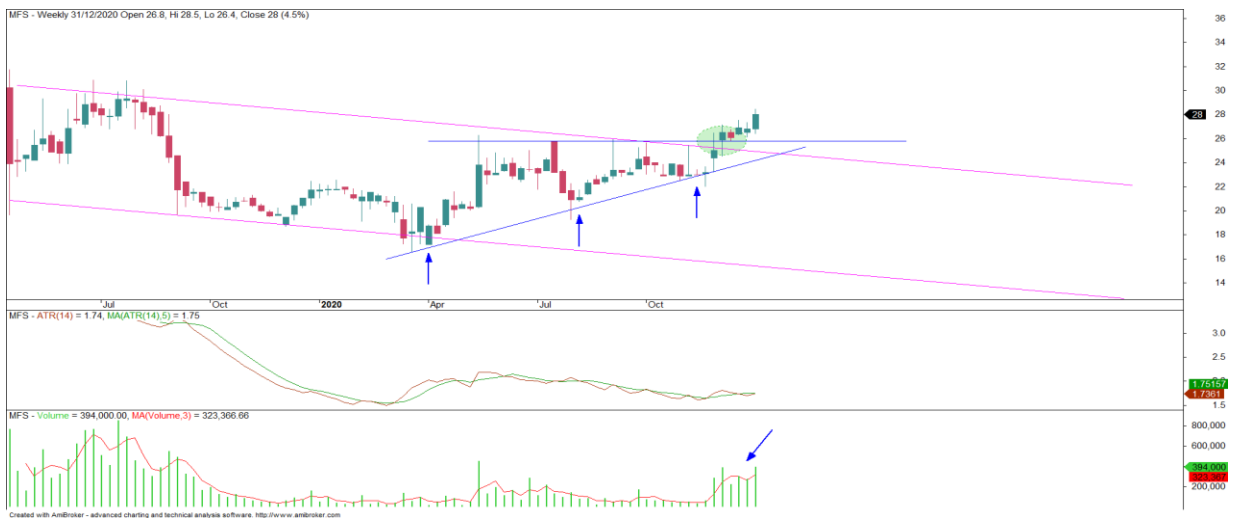 MFS - Weekly 31/12/2020 Open 26.8, Hi 28.5, Lo 26.4, Close 28 (4.5%)
36
34
32
30
28
26
24
22
20
18
16
14
Jul
Oct
2020
Apr
Jul
Oct
MFS - ATR(14) = 1.74, MA(ATR(14),5) = 1.75
3.0
2.5
2.0
1.75157
1.7361
1.5
MFS - Volume = 394,000.00, MA(Volume,3) = 323,366.66
800,000
600,000
394,000
323,367
200,000
Created with AmiBroker - advanced charting and technical analysis software. http://www.amibroker.com